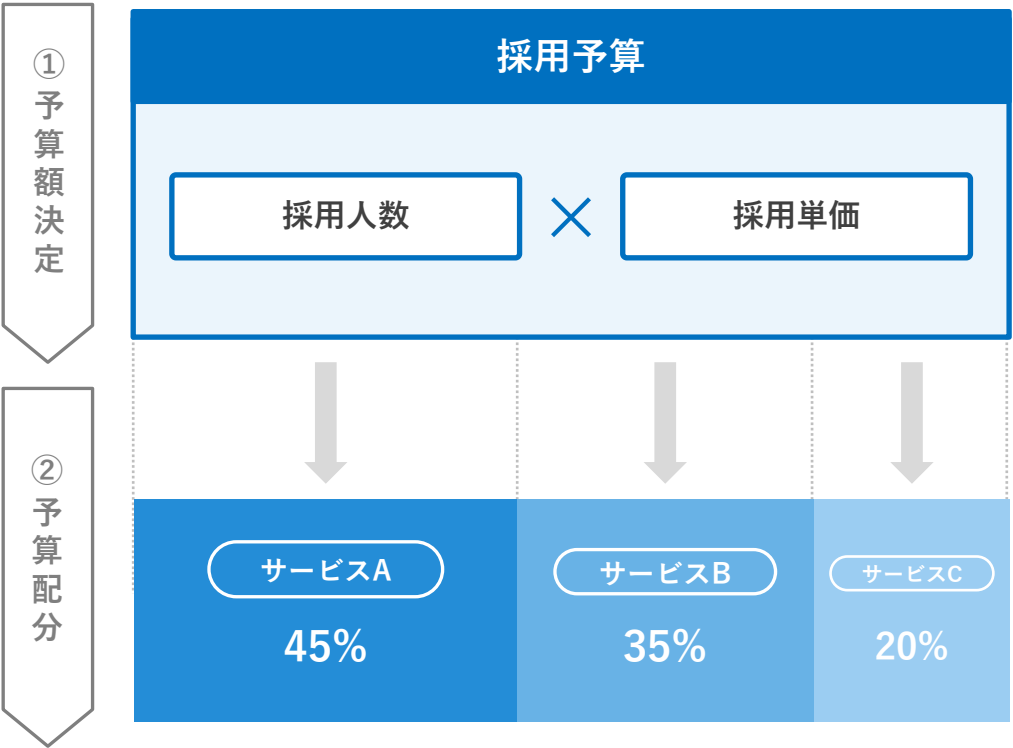 ①予算額決定
採用予算
採用人数
×
採用単価
②予算配分
サービスA
45%
サービスB
35%
サービスC
20%